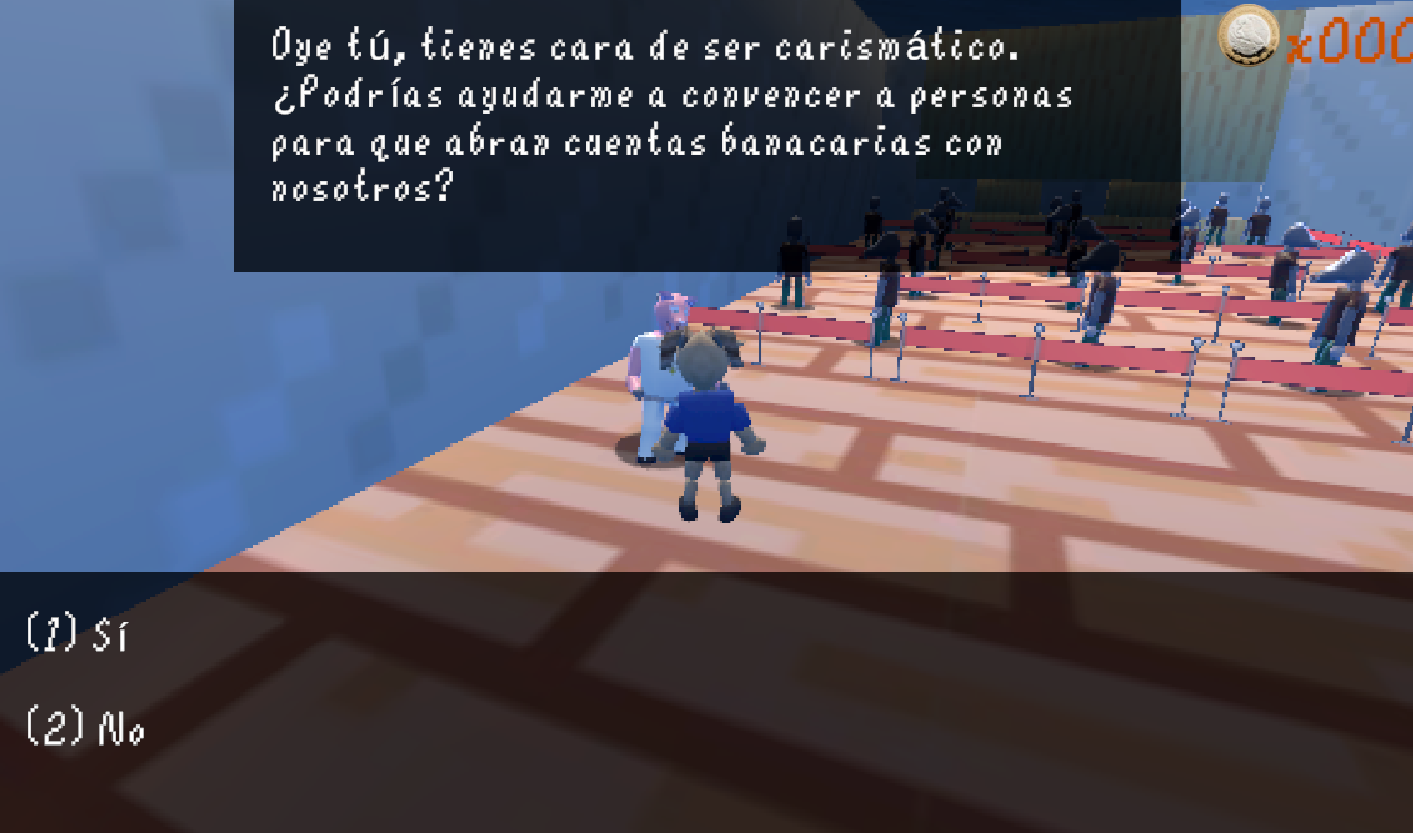 Oye tú, tienes cara de ser carismático.
¿Podrías ayudarme a convencer a personas
para que abran cuentas banacarias con
nosotros?
x000
(1) Sí
(2) No